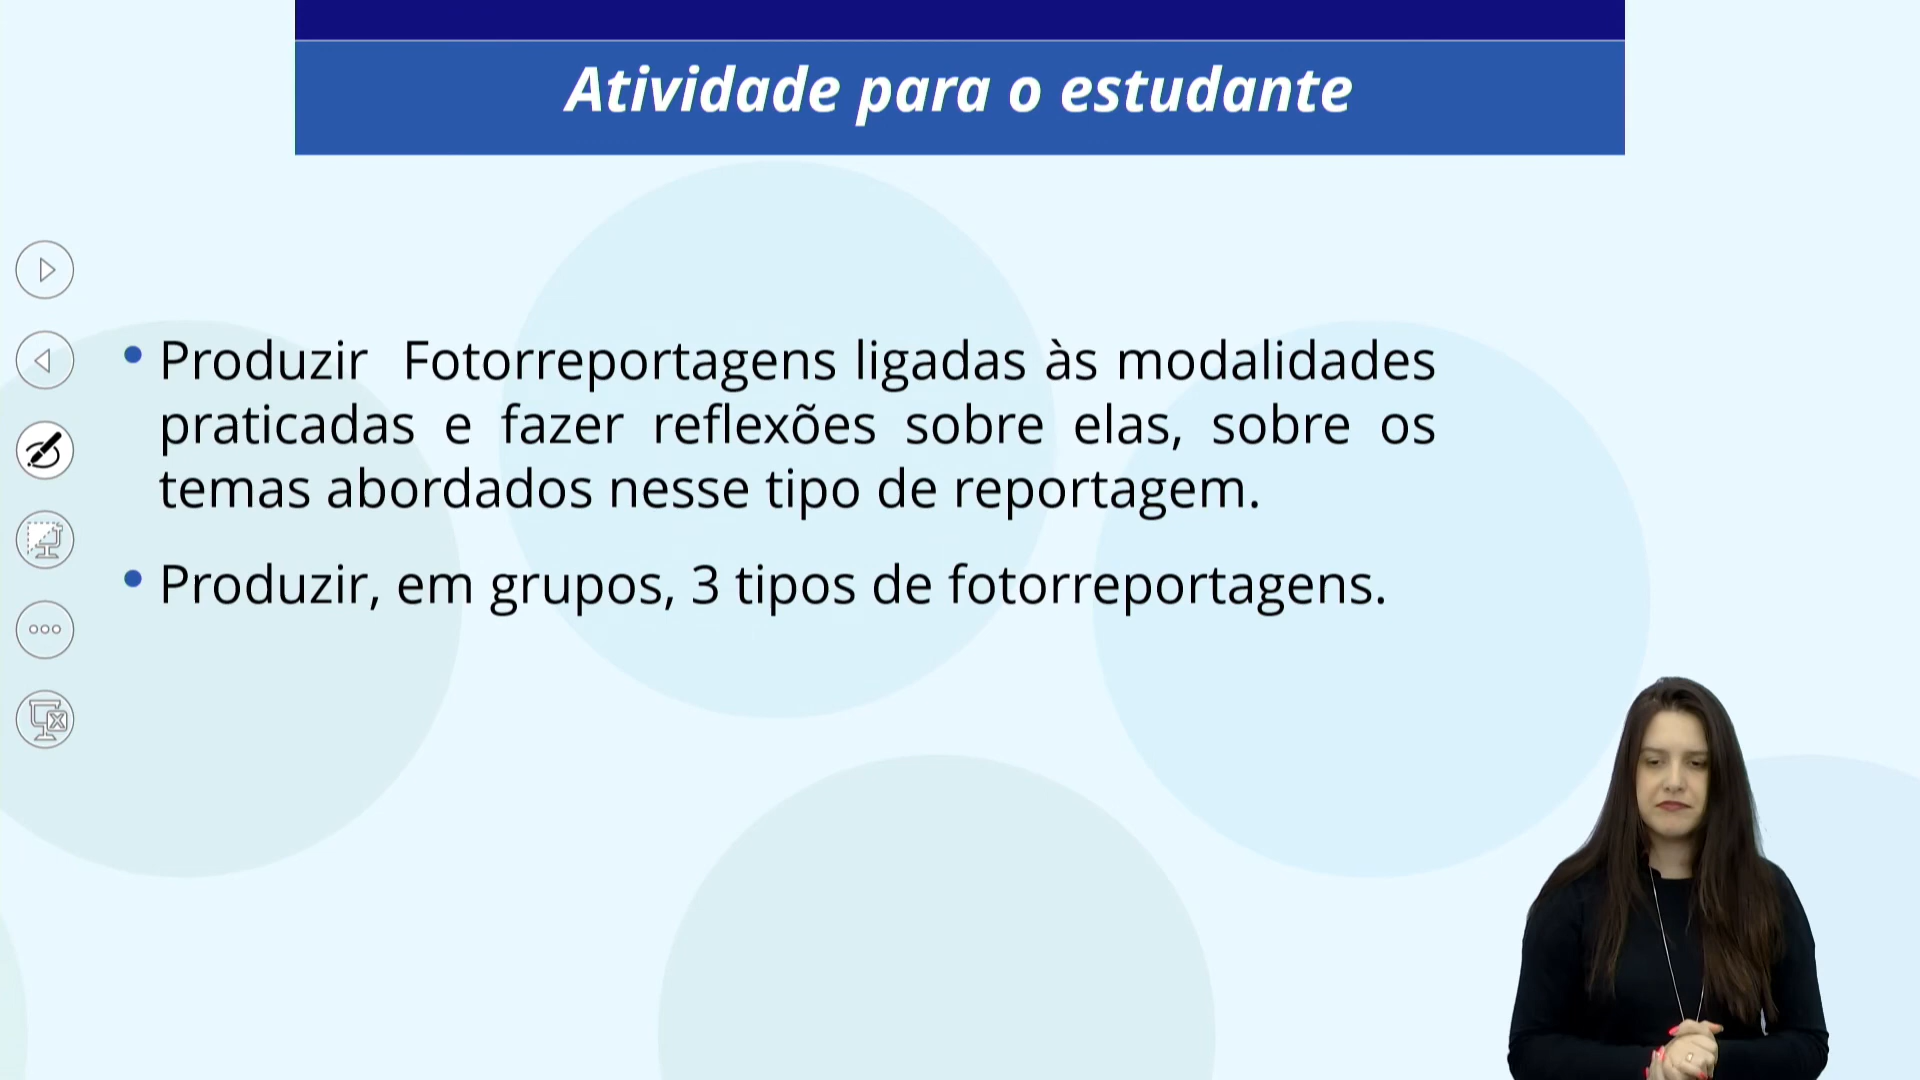 Atividade para o estudante
• Produzir Fotorreportagens ligadas às modalidades
praticadas e fazer reflexões sobre elas, sobre os
temas abordados nesse tipo de reportagem.
• Produzir, em grupos, 3 tipos de fotorreportagens.